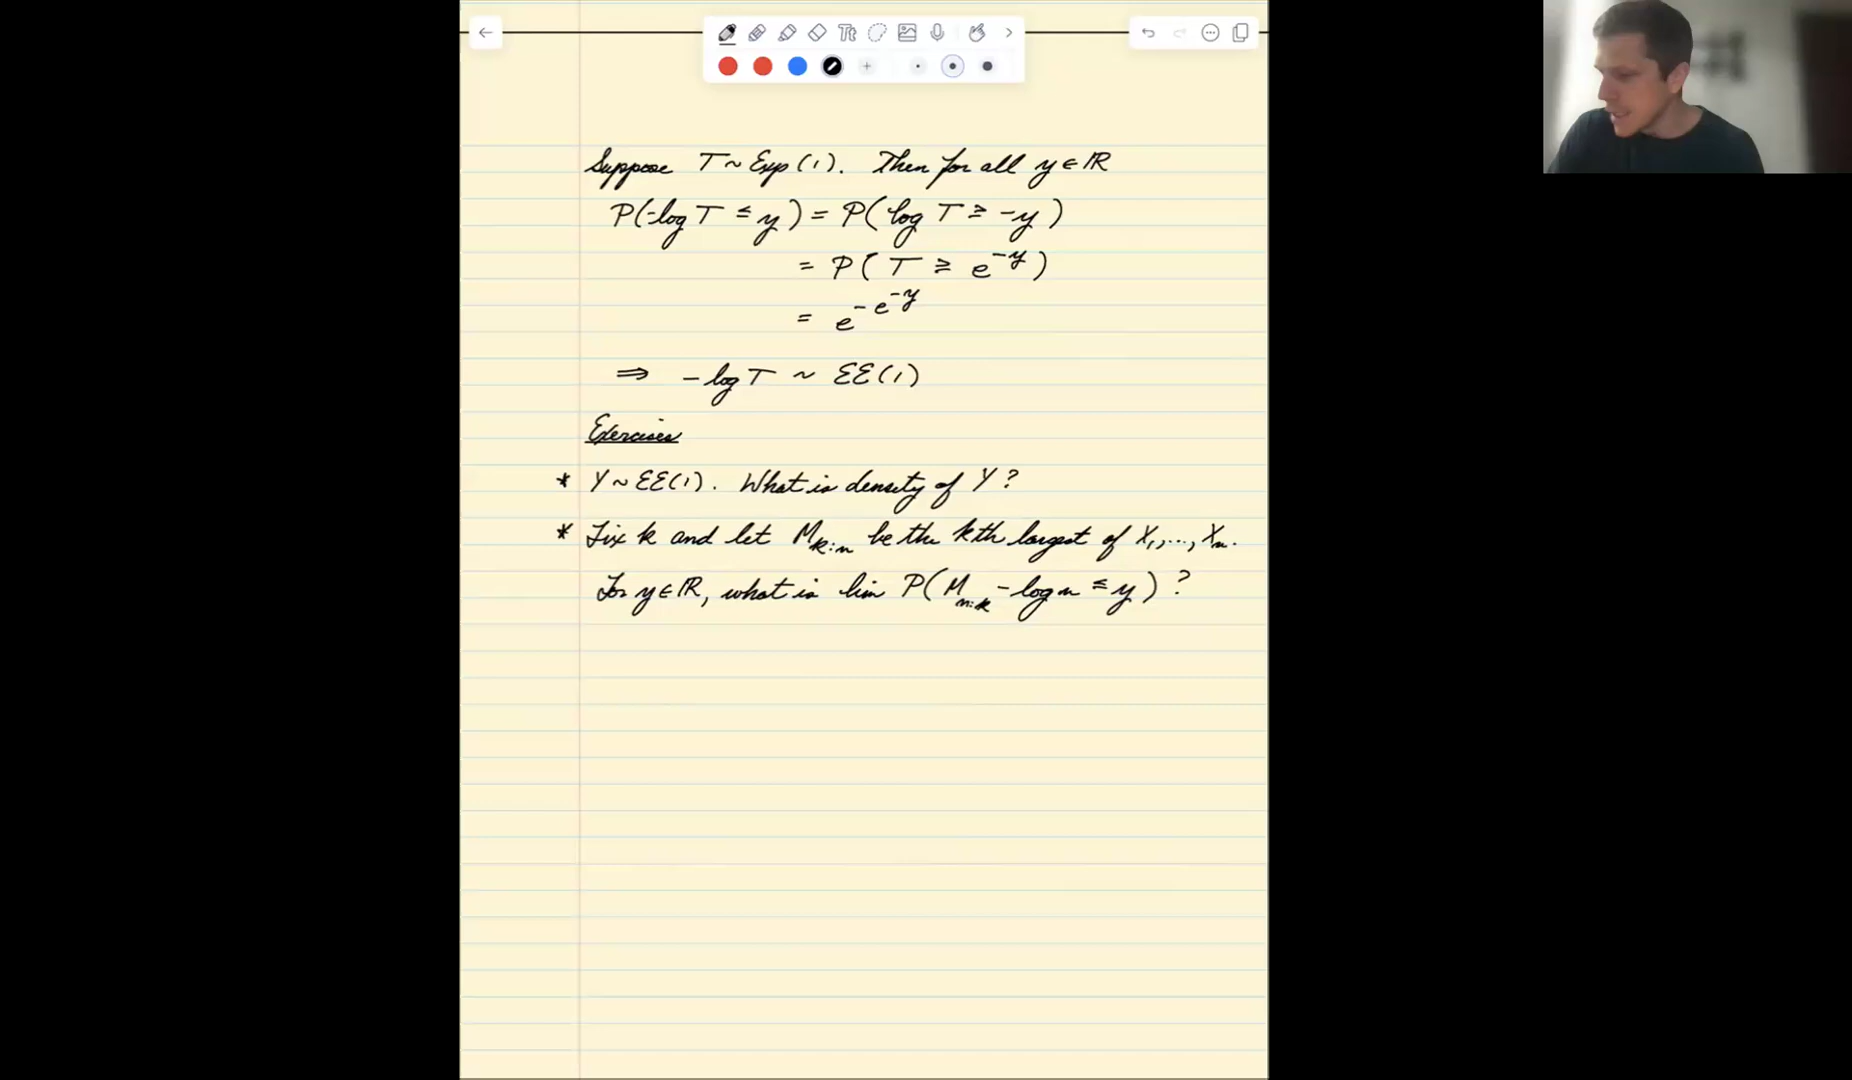 Tt
Suppose T ~ Exp(1). Then for all y ∈ ℝ
P(-log T ≤ y) = P(log T ≥ -y)
= P(T ≥ e^{-y})
= e^{-e^{-y}}
⟹ -log T ~ EE(1)
Exercises
* Y ~ EE(1). What is density of Y?
* Fix k and let M_{k:n} be the kth largest of X_1, ..., X_n.
For y ∈ ℝ, what is lim P(M_{n:k} - log n ≤ y)?